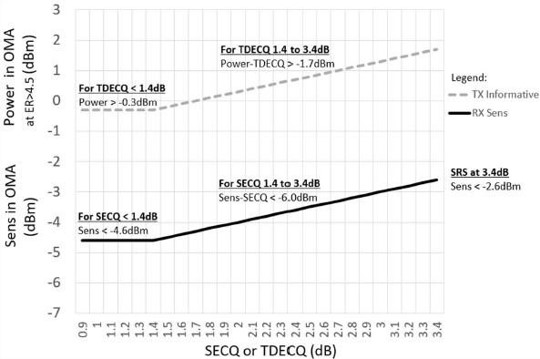 Power in OMA
at ER>4.5 (dBm)
3
2
1
0
-1
-2
-3
-4
-5
-6
-7
Sens in OMA
(dBm)
For TDECQ 1.4 to 3.4dB
Power-TDECQ > -1.7dBm
For TDECQ < 1.4dB
Power > -0.3dBm
Legend:
TX Informative
RX Sens
For SECQ 1.4 to 3.4dB
Sens-SECQ < -6.0dBm
SRS at 3.4dB
Sens < -2.6dBm
For SECQ < 1.4dB
Sens < -4.6dBm
0.9
1
1.1
1.2
1.3
1.4
1.5
1.6
1.7
1.8
1.9
2
2.1
2.2
2.3
2.4
2.5
2.6
2.7
2.8
2.9
3
3.1
3.2
3.3
3.4
SECQ or TDECQ (dB)